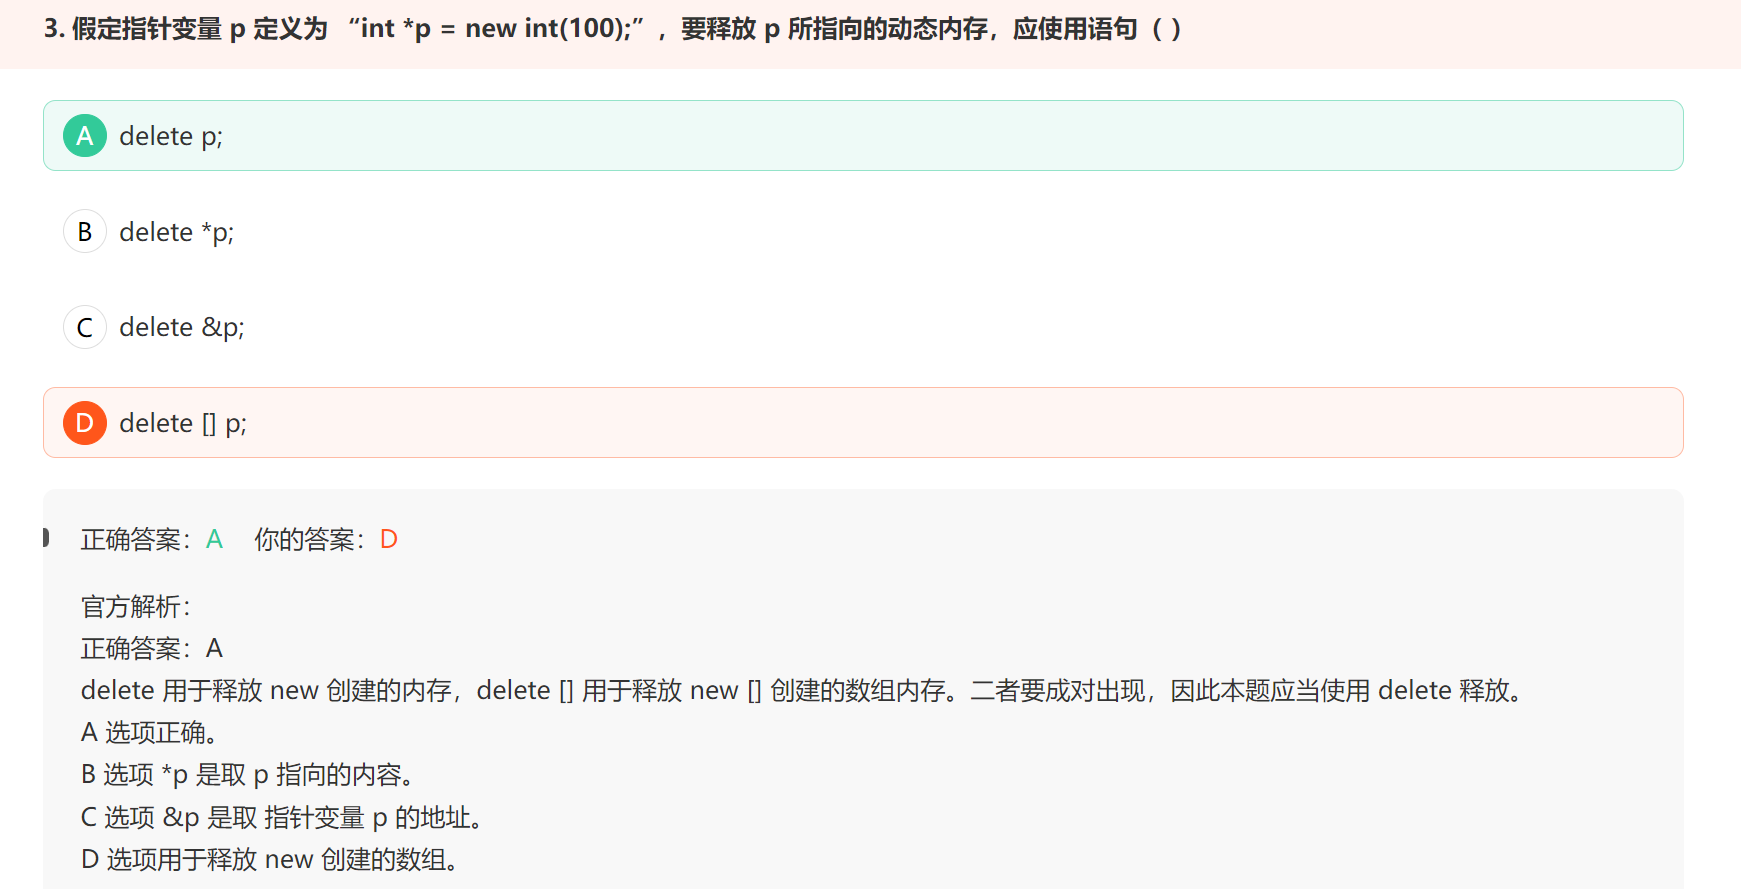 3. 假定指针变量 p 定义为 “int *p = new int(100);”，要释放 p 所指向的动态内存，应使用语句（ ）
A delete p;
B delete *p;
C delete &p;
D delete [] p;
正确答案：A 你的答案：D
官方解析：
正确答案：A
delete 用于释放 new 创建的内存，delete [] 用于释放 new [] 创建的数组内存。二者要成对出现，因此本题应当使用 delete 释放。
A 选项正确。
B 选项 *p 是取 p 指向的内容。
C 选项 &p 是取 指针变量 p 的地址。
D 选项用于释放 new 创建的数组。